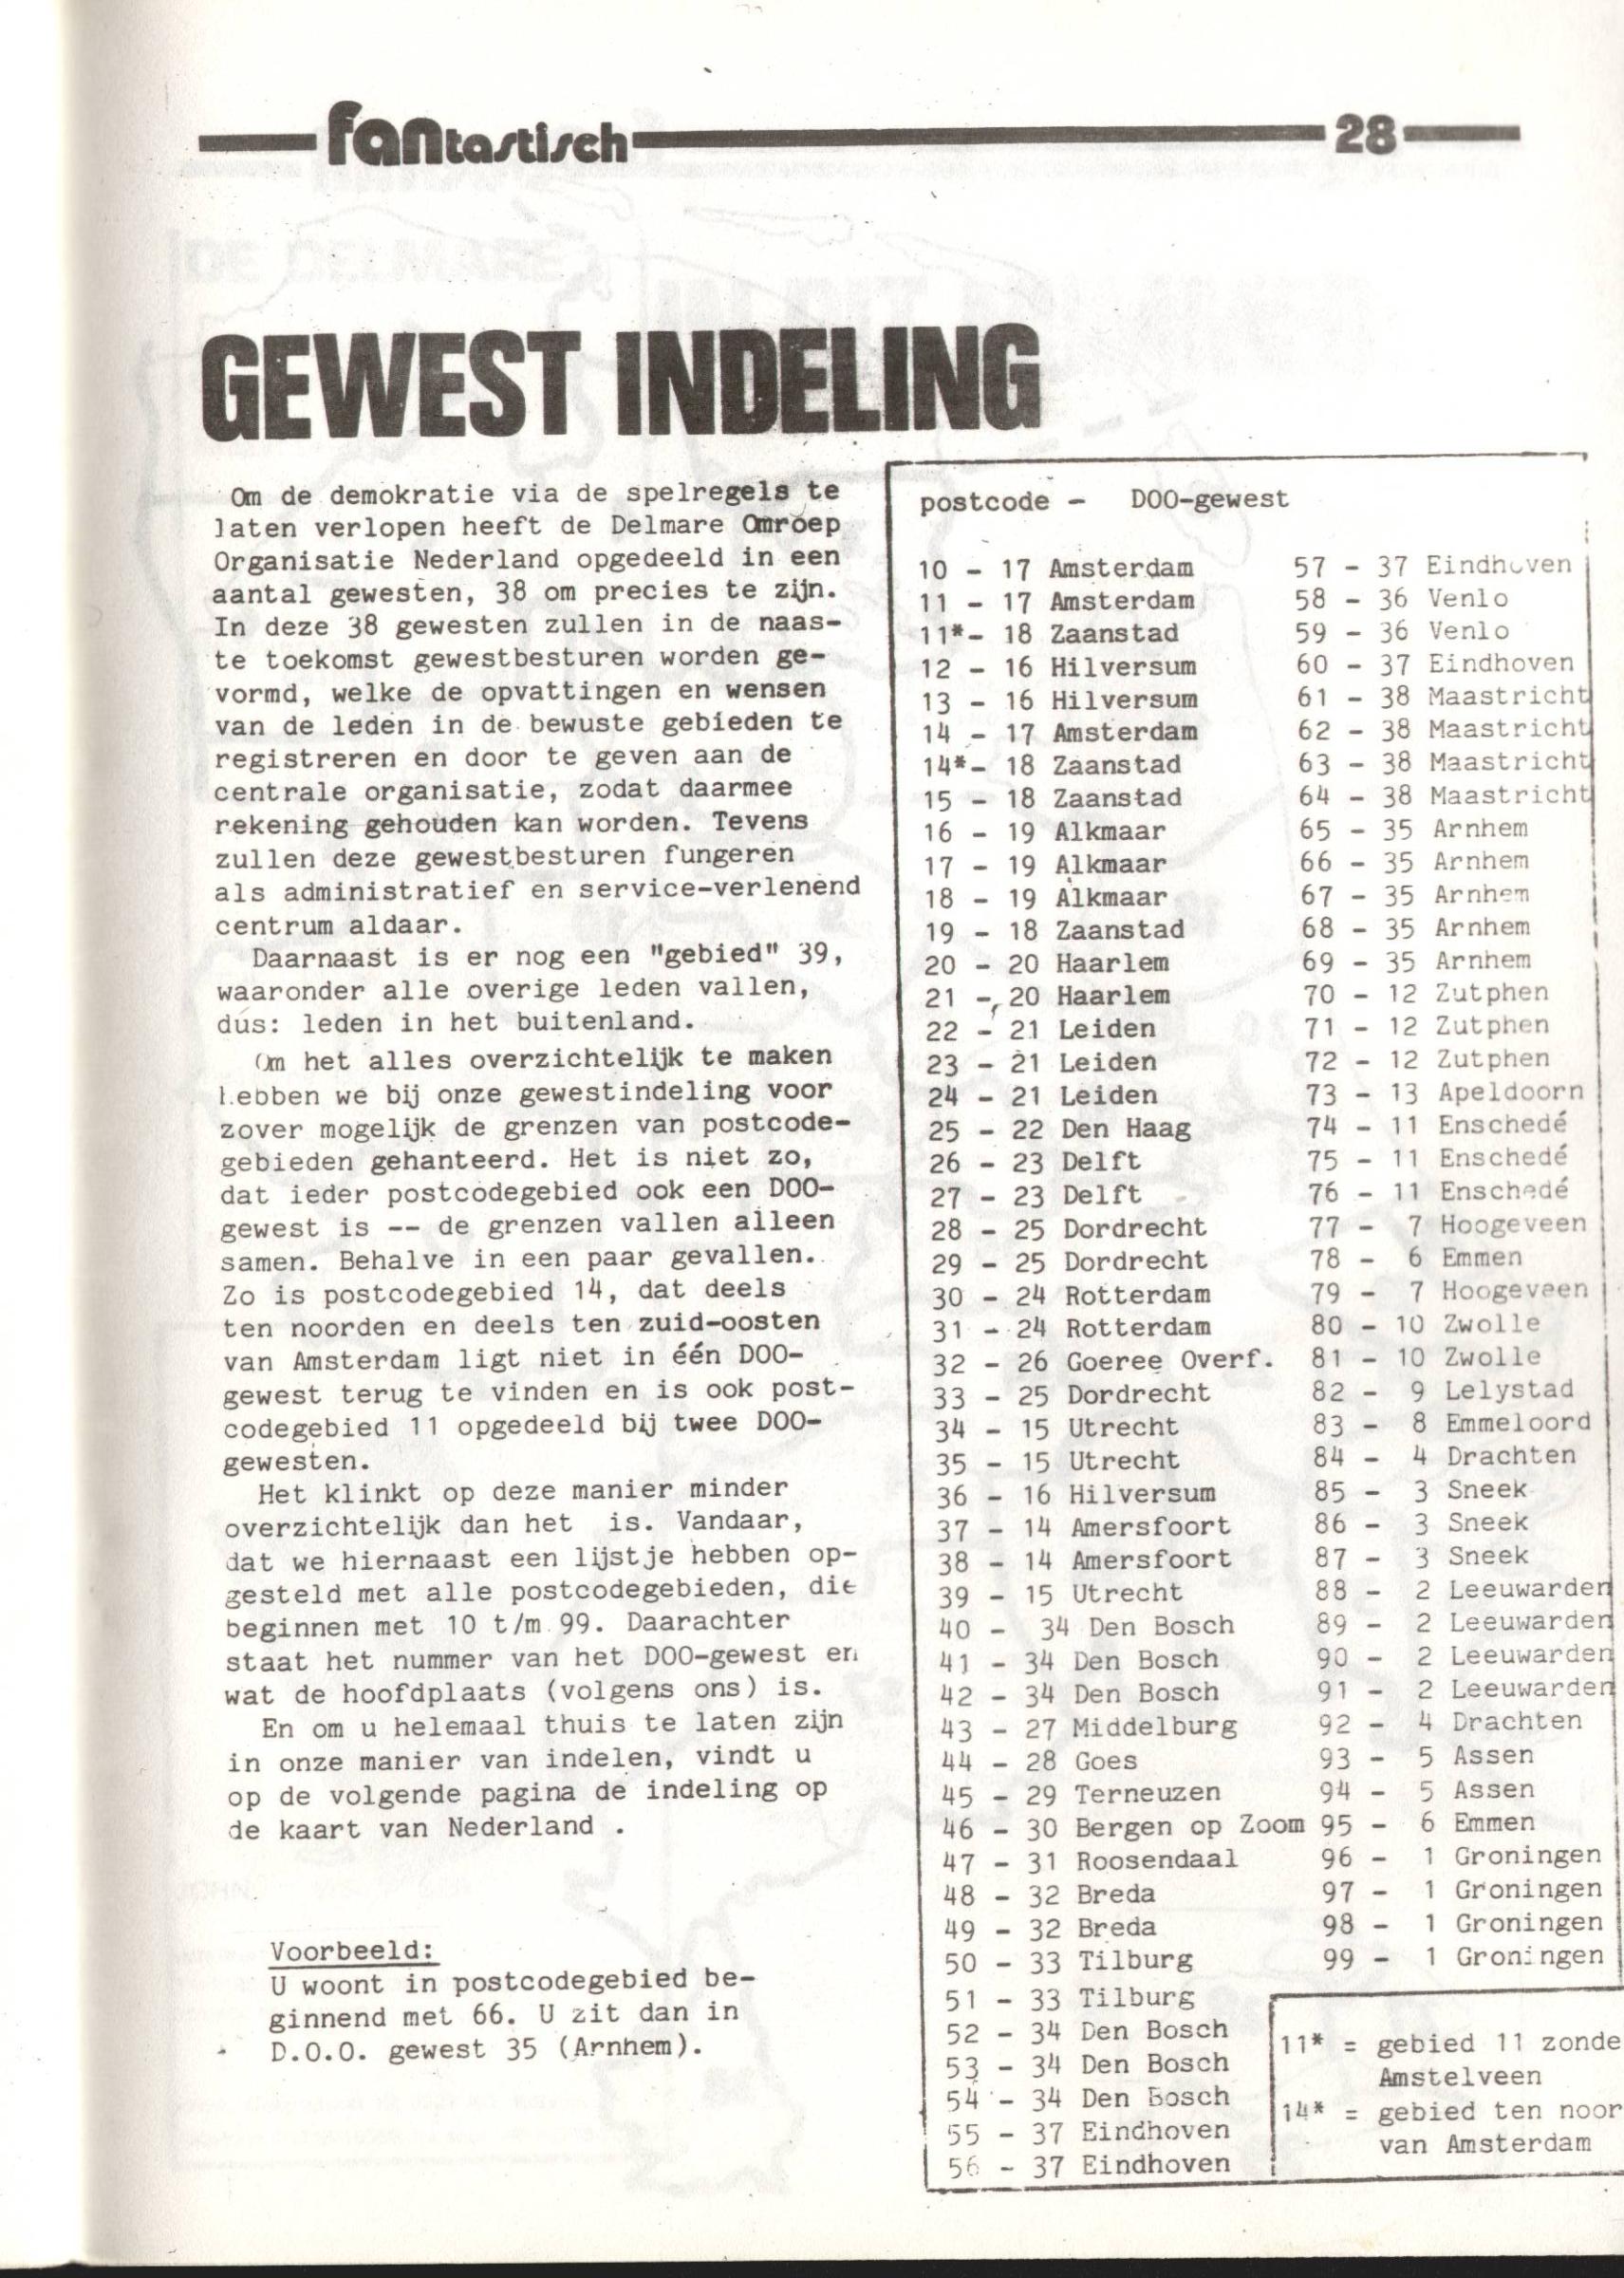 fantastisch 28
GEWEST INDELING
Om de demokratie via de spelregels te
laten verlopen heeft de Delmare Omroep
Organisatie Nederland opgedeeld in een
aantal gewesten, 38 om precies te zijn.
In deze 38 gewesten zullen in de naas-
te toekomst gewestbesturen worden ge-
vormd, welke de opvattingen en wensen
van de leden in de bewuste gebieden te
registreren en door te geven aan de
centrale organisatie, zodat daarmee
rekening gehouden kan worden. Tevens
zullen deze gewestbesturen fungeren
als administratief en service-verlenend
centrum aldaar.
Daarnaast is er nog een "gebied" 39,
waaronder alle overige leden vallen,
dus: leden in het buitenland.
Om het alles overzichtelijk te maken
hebben we bij onze gewestindeling voor
zover mogelijk de grenzen van postcode-
gebieden gehanteerd. Het is niet zo,
dat ieder postcodegebied ook een DOO-
gewest is -- de grenzen vallen alleen
samen. Behalve in een paar gevallen.
Zo is postcodegebied 14, dat deels
ten noorden en deels ten zuid-oosten
van Amsterdam ligt niet in één DOO-
gewest terug te vinden en is ook post-
codegebied 11 opgedeeld bij twee DOO-
gewesten.
Het klinkt op deze manier minder
overzichtelijk dan het is. Vandaar,
dat we hiernaast een lijstje hebben op-
gesteld met alle postcodegebieden, die
beginnen met 10 t/m 99. Daarachter
staat het nummer van het DOO-gewest en
wat de hoofdplaats (volgens ons) is.
En om u helemaal thuis te laten zijn
in onze manier van indelen, vindt u
op de volgende pagina de indeling op
de kaart van Nederland .
Voorbeeld:
U woont in postcodegebied be-
ginnend met 66. U zit dan in
D.O.O. gewest 35 (Arnhem).
postcode - DOO-gewest
10 - 17 Amsterdam
11 - 17 Amsterdam
11*- 18 Zaanstad
12 - 16 Hilversum
13 - 16 Hilversum
14 - 17 Amsterdam
14*- 18 Zaanstad
15 - 18 Zaanstad
16 - 19 Alkmaar
17 - 19 Alkmaar
18 - 19 Alkmaar
19 - 18 Zaanstad
20 - 20 Haarlem
21 - 20 Haarlem
22 - 21 Leiden
23 - 21 Leiden
24 - 21 Leiden
25 - 22 Den Haag
26 - 23 Delft
27 - 23 Delft
28 - 25 Dordrecht
29 - 25 Dordrecht
30 - 24 Rotterdam
31 - 24 Rotterdam
32 - 26 Goeree Overf.
33 - 25 Dordrecht
34 - 15 Utrecht
35 - 15 Utrecht
36 - 16 Hilversum
37 - 14 Amersfoort
38 - 14 Amersfoort
39 - 15 Utrecht
40 - 34 Den Bosch
41 - 34 Den Bosch
42 - 34 Den Bosch
43 - 27 Middelburg
44 - 28 Goes
45 - 29 Terneuzen
46 - 30 Bergen op Zoom
47 - 31 Roosendaal
48 - 32 Breda
49 - 32 Breda
50 - 33 Tilburg
51 - 33 Tilburg
52 - 34 Den Bosch
53 - 34 Den Bosch
54 - 34 Den Bosch
55 - 37 Eindhoven
56 - 37 Eindhoven
57 - 37 Eindhoven
58 - 36 Venlo
59 - 36 Venlo
60 - 37 Eindhoven
61 - 38 Maastricht
62 - 38 Maastricht
63 - 38 Maastricht
64 - 38 Maastricht
65 - 35 Arnhem
66 - 35 Arnhem
67 - 35 Arnhem
68 - 35 Arnhem
69 - 35 Arnhem
70 - 12 Zutphen
71 - 12 Zutphen
72 - 12 Zutphen
73 - 13 Apeldoorn
74 - 11 Enschedé
75 - 11 Enschedé
76 - 11 Enschedé
77 - 7 Hoogeveen
78 - 6 Emmen
79 - 7 Hoogeveen
80 - 10 Zwolle
81 - 10 Zwolle
82 - 9 Lelystad
83 - 8 Emmeloord
84 - 4 Drachten
85 - 3 Sneek
86 - 3 Sneek
87 - 3 Sneek
88 - 2 Leeuwarden
89 - 2 Leeuwarden
90 - 2 Leeuwarden
91 - 2 Leeuwarden
92 - 4 Drachten
93 - 5 Assen
94 - 5 Assen
95 - 6 Emmen
96 - 1 Groningen
97 - 1 Groningen
98 - 1 Groningen
99 - 1 Groningen
11* = gebied 11 zonde
Amstelveen
14* = gebied ten noor
van Amsterdam